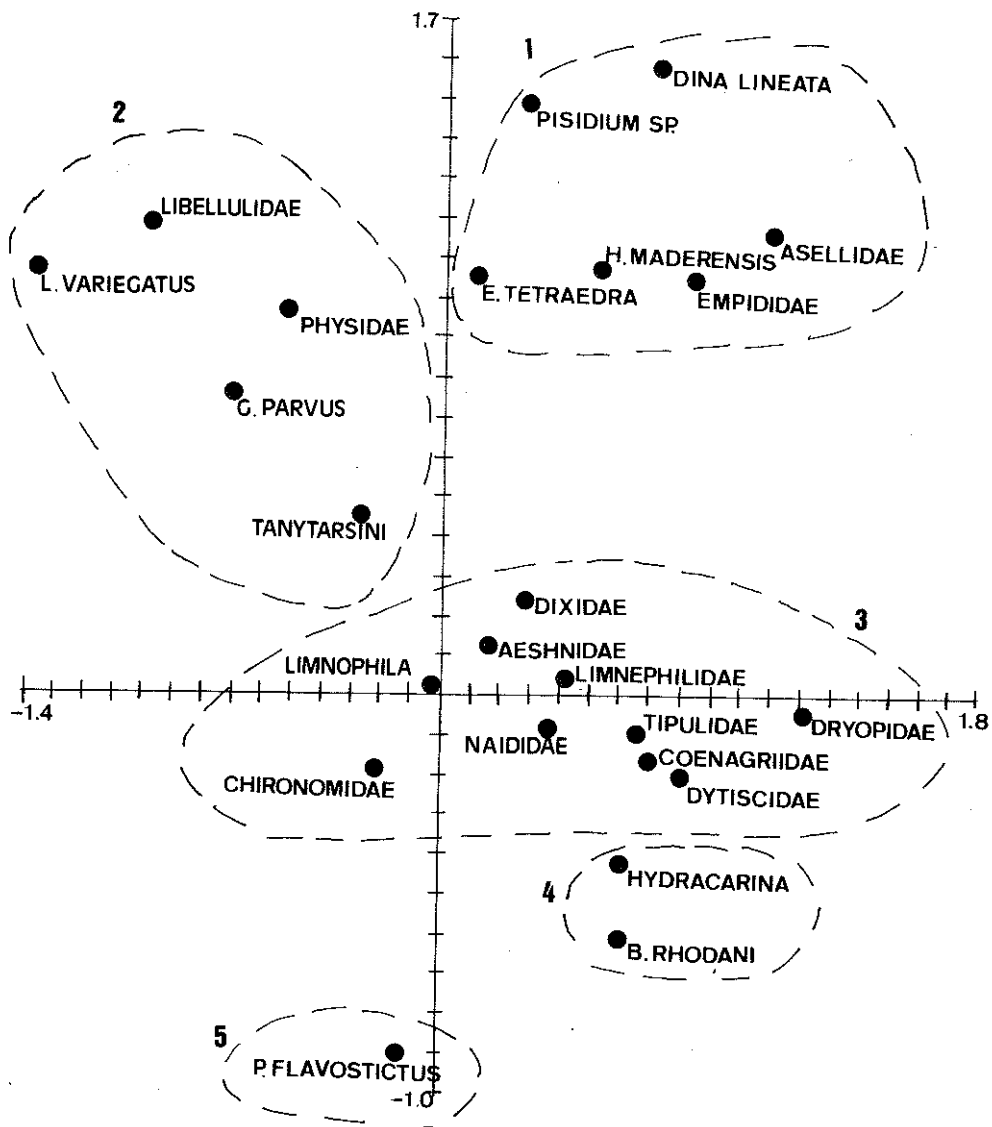 1.7
1
DINA LINEATA
PISIDIUM SP.
2
LIBELLULIDAE
H. MADERENSIS
ASELLIDAE
L. VARIEGATUS
E. TETRAEDRA
EMPIDIDAE
PHYSIDAE
G. PARVUS
TANYTARSINI
DIXIDAE
3
AESHNIDAE
LIMNOPHILA
LIMNEPHILIDAE
-1.4
1.8
NAIDIDAE
TIPULIDAE
DRYOPIDAE
COENAGRIIDAE
CHIRONOMIDAE
DYTISCIDAE
HYDRACARINA
4
B. RHODANI
5
P. FLAVOSTICTUS
-1.0